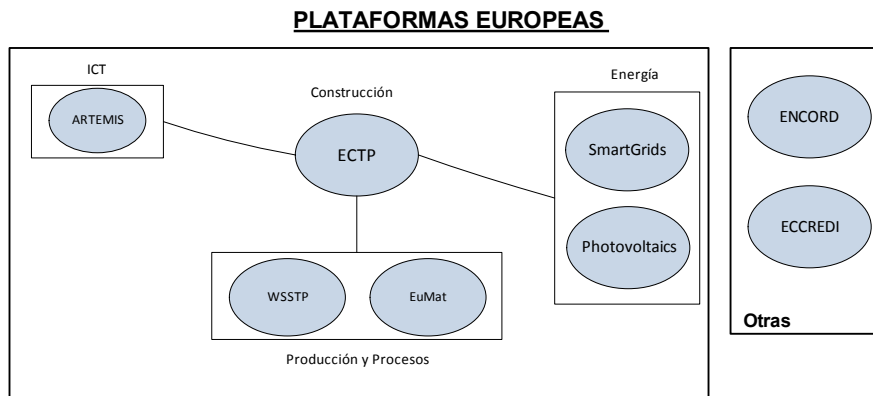 PLATAFORMAS EUROPEAS
ICT
ARTEMIS
Construcción
ECTP
Energía
SmartGrids
Photovoltaics
WSSTP
EuMat
Producción y Procesos
ENCORD
ECCREDI
Otras